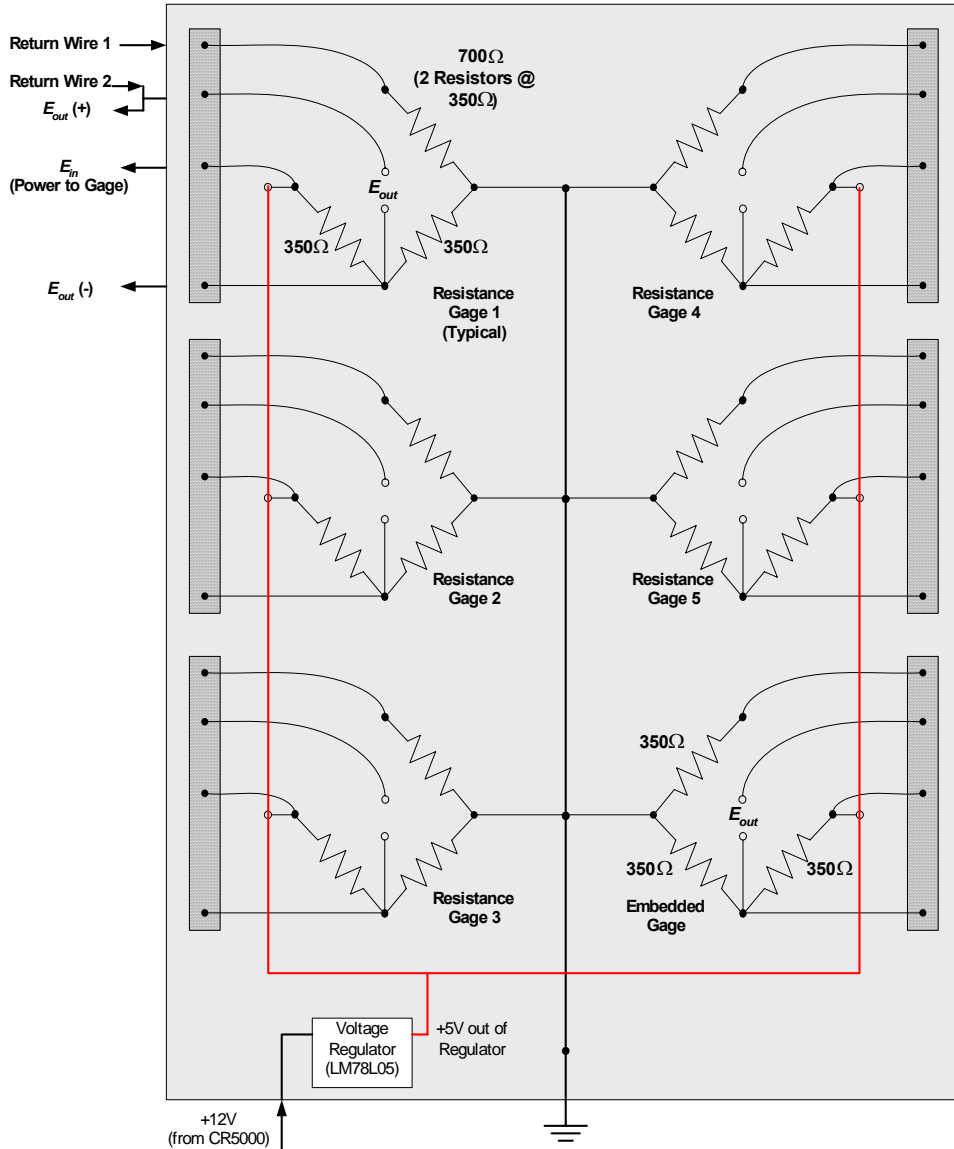 Return Wire 1
Return Wire 2
E_out (+)
E_in
(Power to Gage)
E_out (-)
700Ω
(2 Resistors @
350Ω)
E_out
350Ω
350Ω
Resistance
Gage 1
(Typical)
Resistance
Gage 4
Resistance
Gage 2
Resistance
Gage 5
350Ω
E_out
350Ω
350Ω
Resistance
Gage 3
Embedded
Gage
Voltage
Regulator
(LM78L05)
+5V out of
Regulator
+12V
(from CR5000)